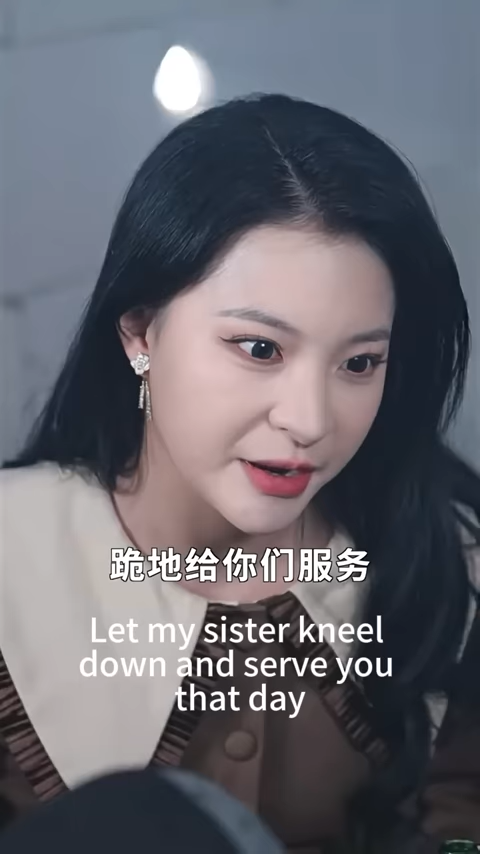 跪地给你们服务
Let my sister kneel
down and serve you
that day